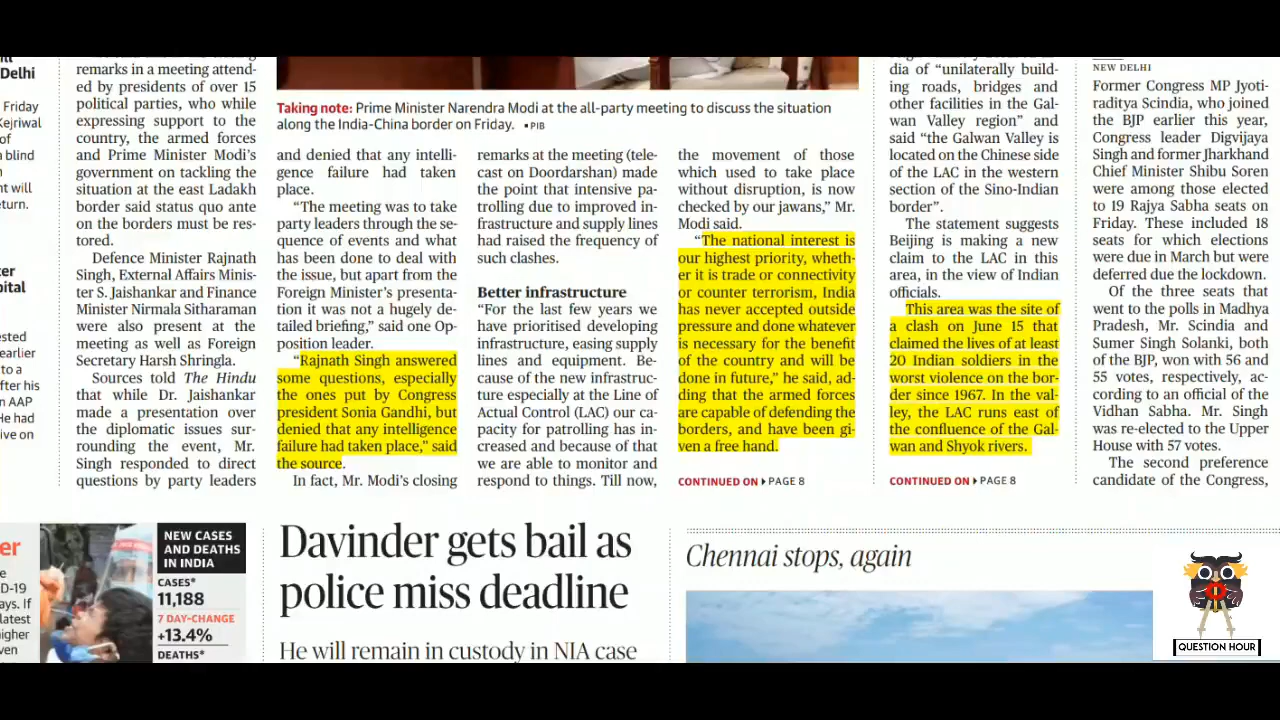 Delhi
Friday
Kejriwal
of
blind
n
nt will
eturn.
ter
pital
ested
earlier
to a
fter his
n AAP
He had
ive on
remarks in a meeting attend-
ed by presidents of over 15
political parties, who while
expressing support to the
country, the armed forces
and Prime Minister Modi's
government on tackling the
situation at the east Ladakh
border said status quo ante
on the borders must be res-
tored.
Defence Minister Rajnath
Singh, External Affairs Minis-
ter S. Jaishankar and Finance
Minister Nirmala Sitharaman
were also present at the
meeting as well as Foreign
Secretary Harsh Shringla.
Sources told The Hindu
that while Dr. Jaishankar
made a presentation over
the diplomatic issues sur-
rounding the event, Mr.
Singh responded to direct
questions by party leaders
Taking note: Prime Minister Narendra Modi at the all-party meeting to discuss the situation
along the India-China border on Friday. ▪PIB
and denied that any intelli-
gence failure had taken
place.
“The meeting was to take
party leaders through the se-
quence of events and what
has been done to deal with
the issue, but apart from the
Foreign Minister's presenta-
tion it was not a hugely de-
tailed briefing,” said one Op-
position leader.
“Rajnath Singh answered
some questions, especially
the ones put by Congress
president Sonia Gandhi, but
denied that any intelligence
failure had taken place,” said
the source.
In fact, Mr. Modi's closing
remarks at the meeting (tele-
cast on Doordarshan) made
the point that intensive pa-
trolling due to improved in-
frastructure and supply lines
had raised the frequency of
such clashes.
Better infrastructure
“For the last few years we
have prioritised developing
infrastructure, easing supply
lines and equipment. Be-
cause of the new infrastruc-
ture especially at the Line of
Actual Control (LAC) our ca-
pacity for patrolling has in-
creased and because of that
we are able to monitor and
respond to things. Till now,
the movement of those
which used to take place
without disruption, is now
checked by our jawans,” Mr.
Modi said.
“The national interest is
our highest priority, wheth-
er it is trade or connectivity
or counter terrorism, India
has never accepted outside
pressure and done whatever
is necessary for the benefit
of the country and will be
done in future,” he said, ad-
ding that the armed forces
are capable of defending the
borders, and have been gi-
ven a free hand.
CONTINUED ON ▸ PAGE 8
dia of “unilaterally build-
ing roads, bridges and
other facilities in the Gal-
wan Valley region” and
said “the Galwan Valley is
located on the Chinese side
of the LAC in the western
section of the Sino-Indian
border”.
The statement suggests
Beijing is making a new
claim to the LAC in this
area, in the view of Indian
officials.
This area was the site of
a clash on June 15 that
claimed the lives of at least
20 Indian soldiers in the
worst violence on the bor-
der since 1967. In the val-
ley, the LAC runs east of
the confluence of the Gal-
wan and Shyok rivers.
CONTINUED ON ▸ PAGE 8
NEW DELHI
Former Congress MP Jyoti-
raditya Scindia, who joined
the BJP earlier this year,
Congress leader Digvijaya
Singh and former Jharkhand
Chief Minister Shibu Soren
were among those elected
to 19 Rajya Sabha seats on
Friday. These included 18
seats for which elections
were due in March but were
deferred due the lockdown.
Of the three seats that
went to the polls in Madhya
Pradesh, Mr. Scindia and
Sumer Singh Solanki, both
of the BJP, won with 56 and
55 votes, respectively, ac-
cording to an official of the
Vidhan Sabha. Mr. Singh
was re-elected to the Upper
House with 57 votes.
The second preference
candidate of the Congress,
er
e
D-19
ays. If
latest
igher
ven
NEW CASES
AND DEATHS
IN INDIA
CASES*
11,188
7 DAY-CHANGE
+13.4%
DEATHS*
Davinder gets bail as
police miss deadline
He will remain in custody in NIA case
Chennai stops, again
QUESTION HOUR